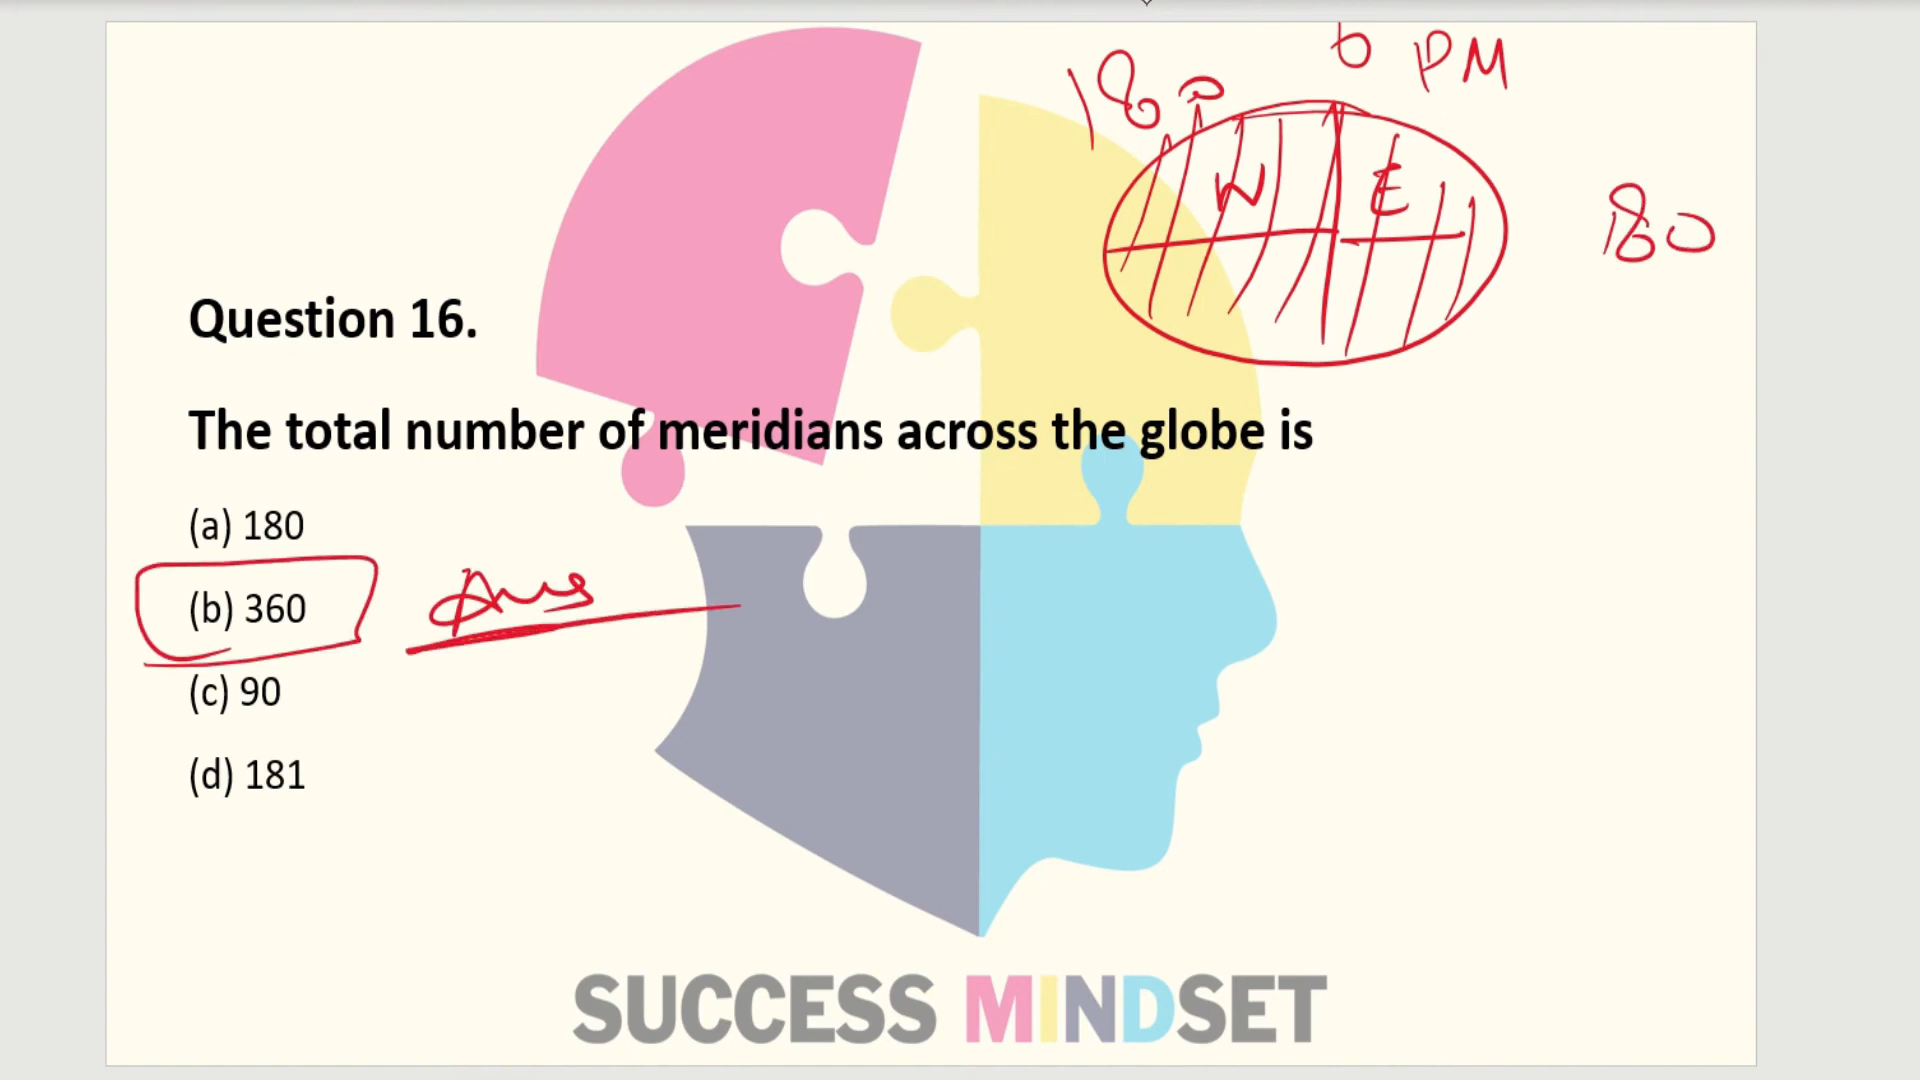 6 PM
180
W E
180
Question 16.
The total number of meridians across the globe is
(a) 180
(b) 360 Ans
(c) 90
(d) 181
SUCCESS MINDSET